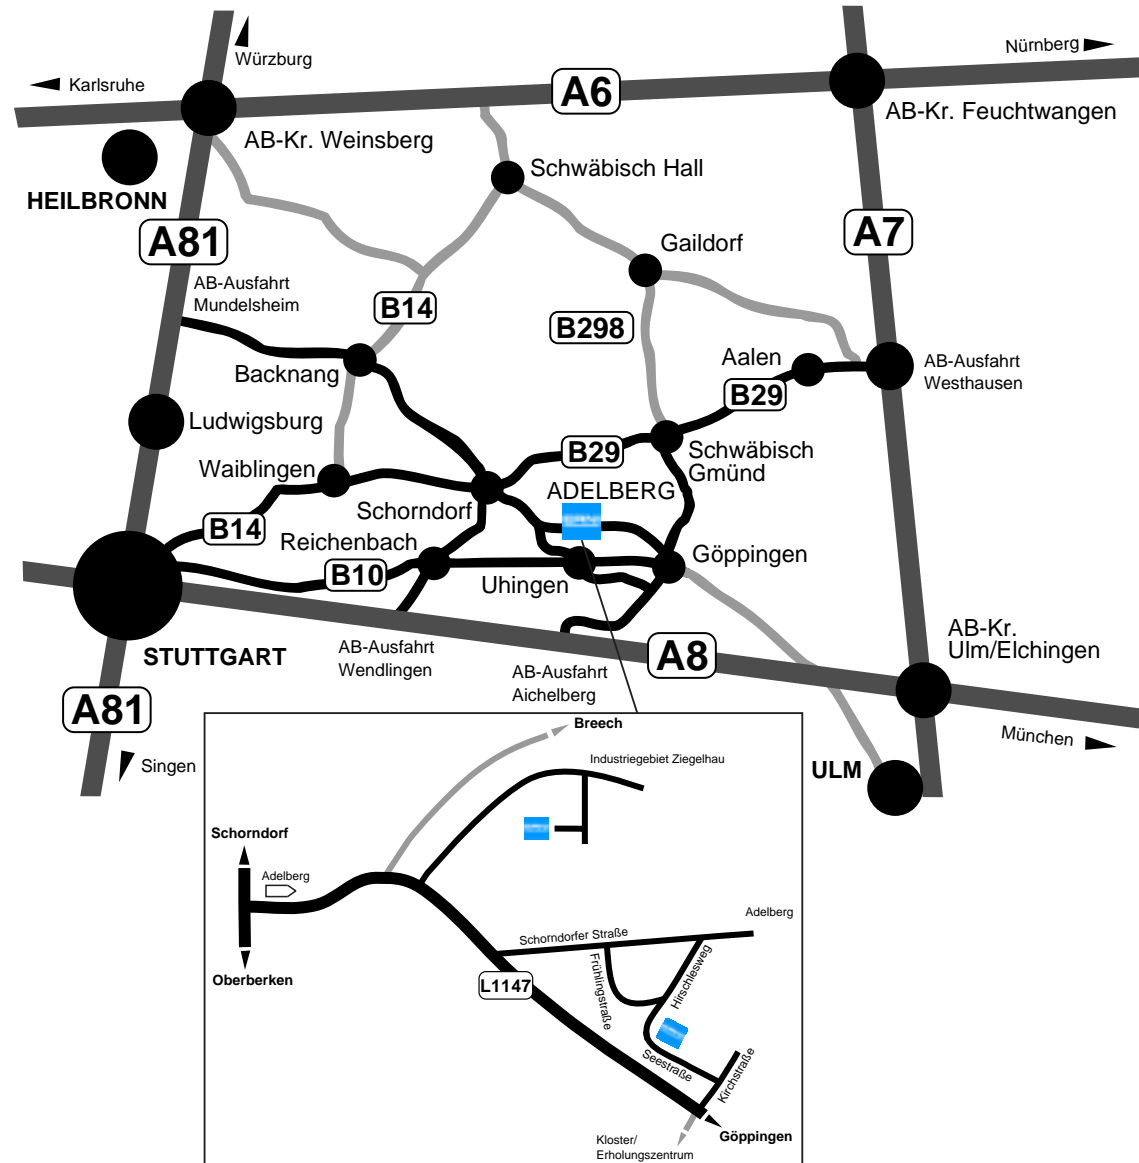 Würzburg
Nürnberg
Karlsruhe
A6
AB-Kr. Feuchtwangen
AB-Kr. Weinsberg
Schwäbisch Hall
HEILBRONN
A81
A7
Gaildorf
AB-Ausfahrt
Mundelsheim
B14
B298
Aalen
AB-Ausfahrt
Westhausen
Backnang
B29
Ludwigsburg
B29
Schwäbisch
Gmünd
Waiblingen
ADELBERG
Schorndorf
B14
Reichenbach
Göppingen
B10
Uhingen
AB-Kr.
Ulm/Elchingen
STUTTGART
AB-Ausfahrt
Wendlingen
A8
AB-Ausfahrt
Aichelberg
A81
Breech
München
Singen
Industriegebiet Ziegelhau
ULM
Schorndorf
Adelberg
Adelberg
Schorndorfer Straße
Oberberken
L1147
Frühlingstraße
Hirschlesweg
Seestraße
Kirchstraße
Göppingen
Kloster/
Erholungszentrum